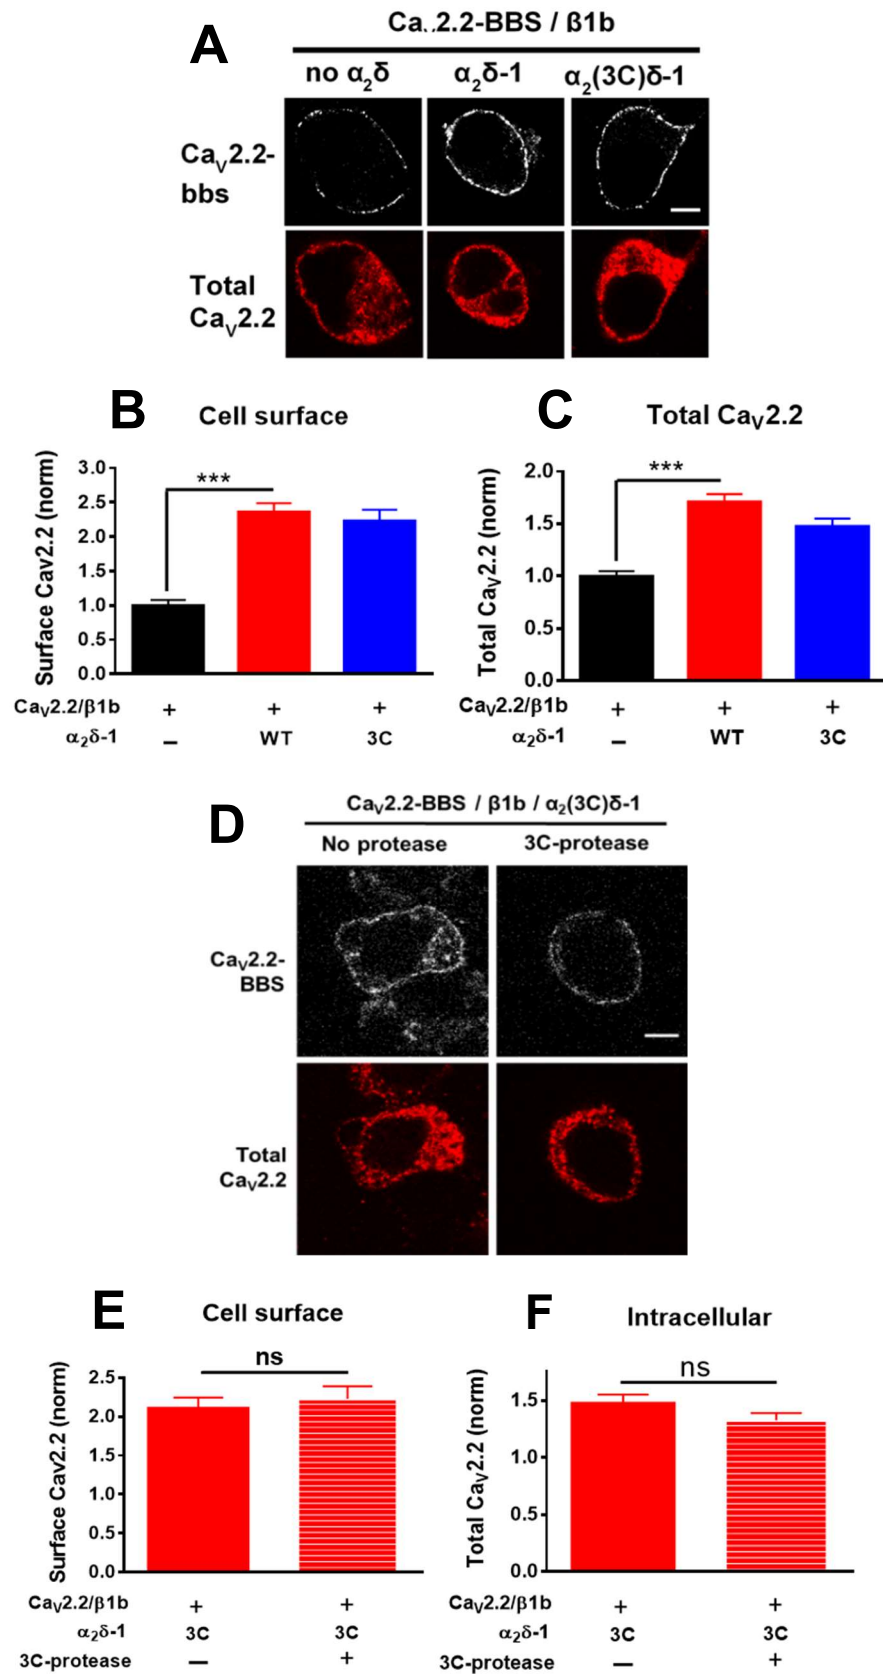 A
Ca..2.2-BBS / ß1b
no α₂δ α₂δ-1 α₂(3C)δ-1
Caᵥ2.2-
bbs
Total
Caᵥ2.2
B
Cell surface
Surface Cav2.2 (norm)
3.0
2.5
2.0
1.5
1.0
0.5
0.0
***
Caᵥ2.2/β1b + + +
α₂δ-1 – WT 3C
C
Total Caᵥ2.2
Total Caᵥ2.2 (norm)
2.0
1.5
1.0
0.5
0.0
***
Caᵥ2.2/β1b + + +
α₂δ-1 – WT 3C
D
Caᵥ2.2-BBS / β1b / α₂(3C)δ-1
No protease 3C-protease
Caᵥ2.2-
BBS
Total
Caᵥ2.2
E
Cell surface
Surface Cav2.2 (norm)
2.5
2.0
1.5
1.0
0.5
0.0
ns
Caᵥ2.2/β1b + +
α₂δ-1 3C 3C
3C-protease – +
F
Intracellular
Total Caᵥ2.2 (norm)
1.5
1.0
0.5
0.0
ns
Caᵥ2.2/β1b + +
α₂δ-1 3C 3C
3C-protease – +